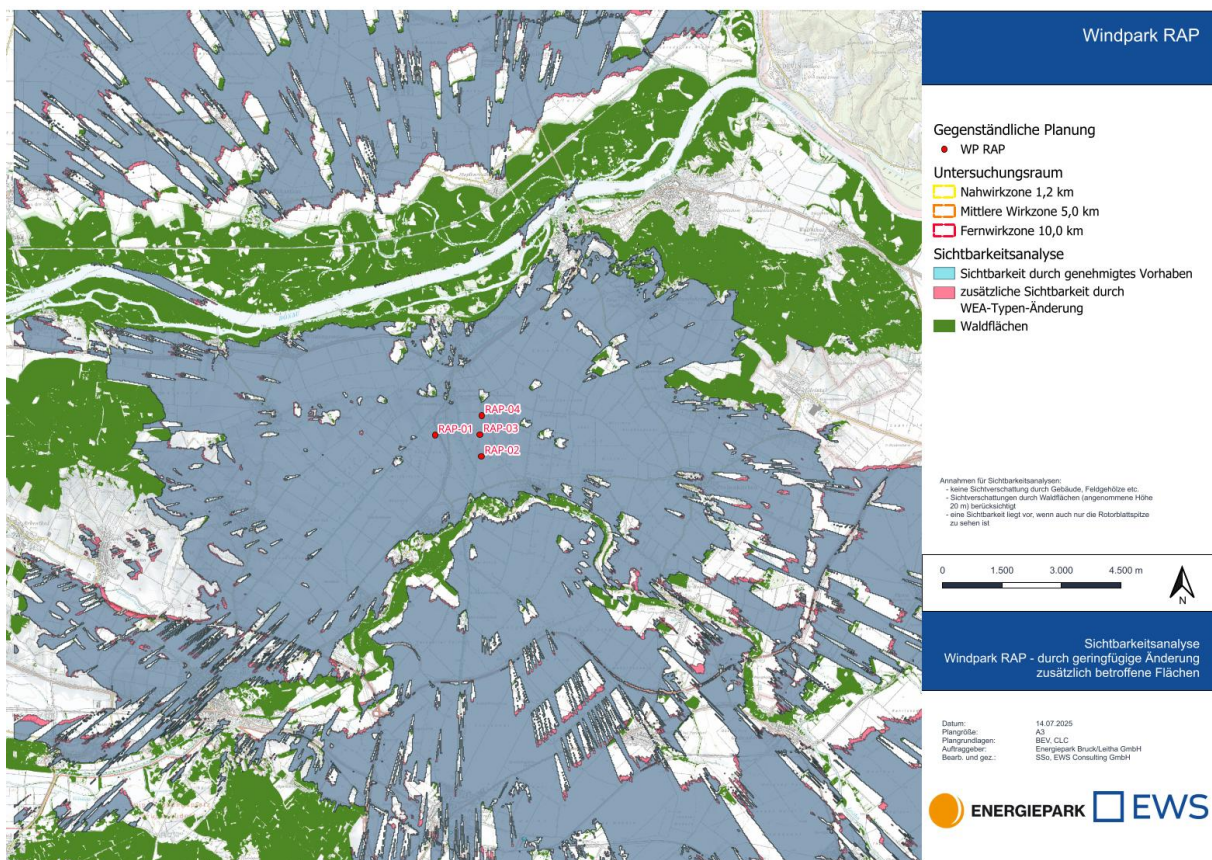 Windpark RAP
Gegenständliche Planung
WP RAP
Untersuchungsraum
Nahwirkzone 1,2 km
Mittlere Wirkzone 5,0 km
Fernwirkzone 10,0 km
Sichtbarkeitsanalyse
Sichtbarkeit durch genehmigtes Vorhaben
zusätzliche Sichtbarkeit durch
WEA-Typen-Änderung
Waldflächen
RAP-04
RAP-01
RAP-03
RAP-02
Annahmen für Sichtbarkeitsanalysen:
- keine Sichtverschattung durch Gebäude, Feldgehölze etc.
- Sichtverschattungen durch Waldflächen (angenommene Höhe
20 m) berücksichtigt
- eine Sichtbarkeit liegt vor, wenn auch nur die Rotorblattspitze
zu sehen ist
0 1.500 3.000 4.500 m
N
Sichtbarkeitsanalyse
Windpark RAP - durch geringfügige Änderung
zusätzlich betroffene Flächen
Datum: 14.07.2025
Plangröße: A3
Plangrundlagen: BEV, CLC
Auftraggeber: Energiepark Bruck/Leitha GmbH
Bearb. und gez.: SSo, EWS Consulting GmbH
ENERGIEPARK EWS